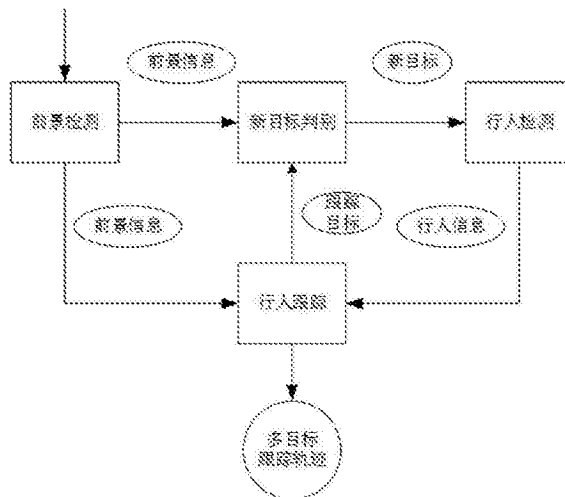 前景信息
新目标
前景检测
新目标判别
行人检测
前景信息
跟踪
目标
行人信息
行人跟踪
多目标
跟踪轨迹